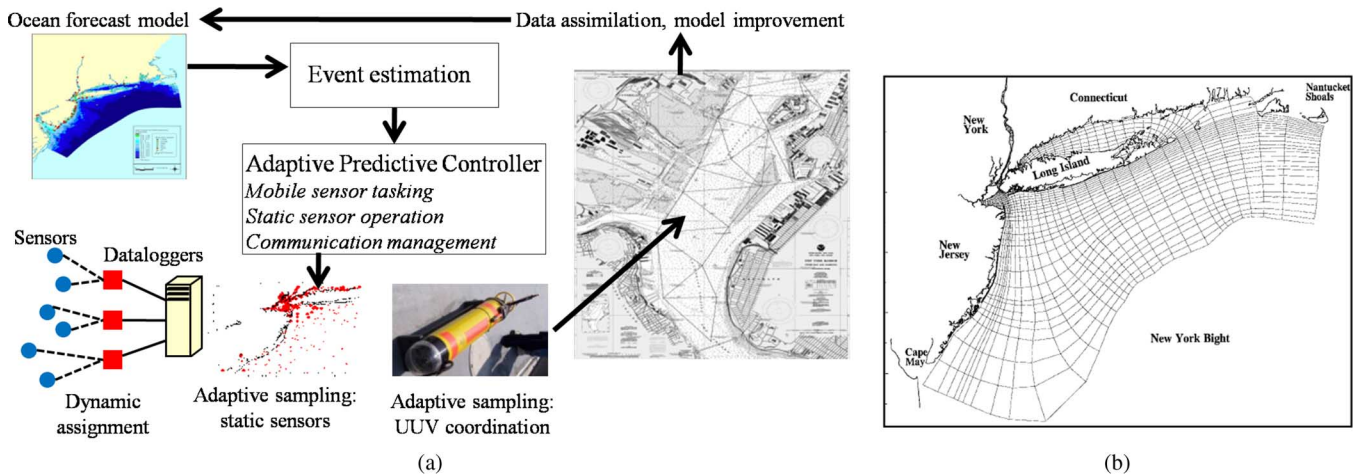 Ocean forecast model
Data assimilation, model improvement
Event estimation
Adaptive Predictive Controller
Mobile sensor tasking
Static sensor operation
Communication management
Sensors
Dataloggers
Dynamic
assignment
Adaptive sampling:
static sensors
Adaptive sampling:
UUV coordination
(a)
Connecticut
Nantucket
Shoals
New
York
Long Island
New
Jersey
New York Bight
Cape
May
(b)